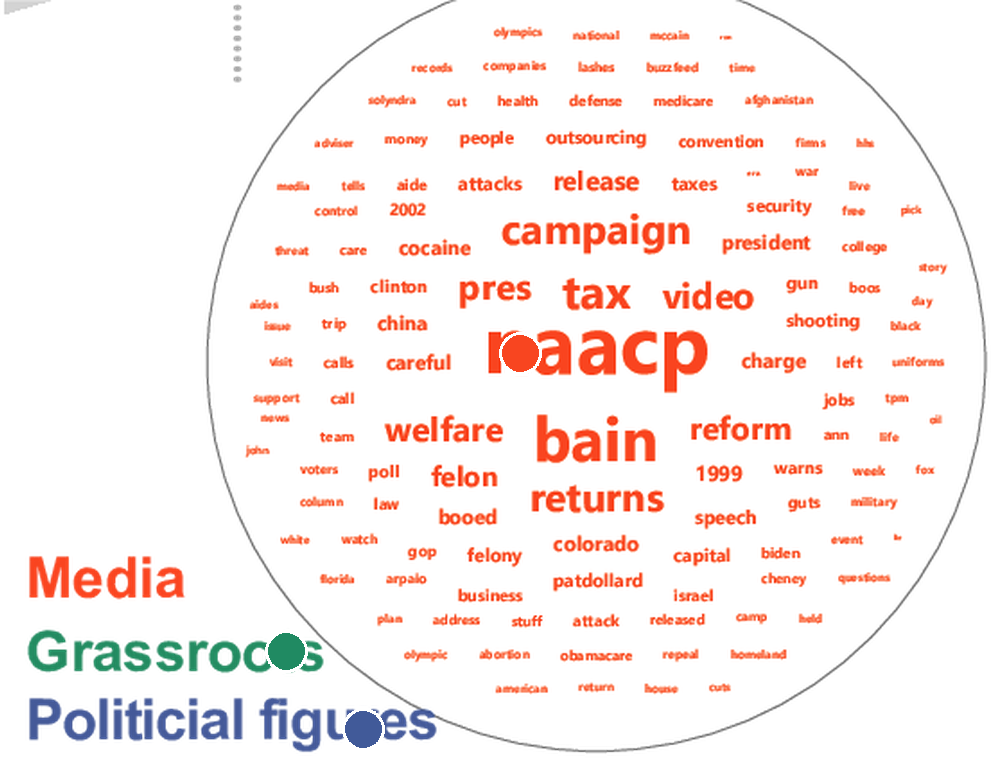 olympics national mccain
records companies lashes buzzfeed time
solyndra cut health defense medicare afghanistan
adviser money people outsourcing convention firms hhs
media tells aide attacks release taxes war live
control 2002 security free pick
threat care cocaine campaign president college
story
bush clinton pres tax video gun boos
aides day
issue trip china shooting black
naacp
visit calls careful charge left uniforms
support call jobs tpm
news oil
team welfare bain reform ann life
john
voters poll felon 1999 warns week fox
column law returns guts military
booed speech
white watch colorado event
gop felony capital biden
florida arpaio patdollard cheney questions
business israel
plan address stuff attack released camp held
olympic abortion obamacare repeal homeland
american return house cuts
Media
Grassroots
Politicial figures